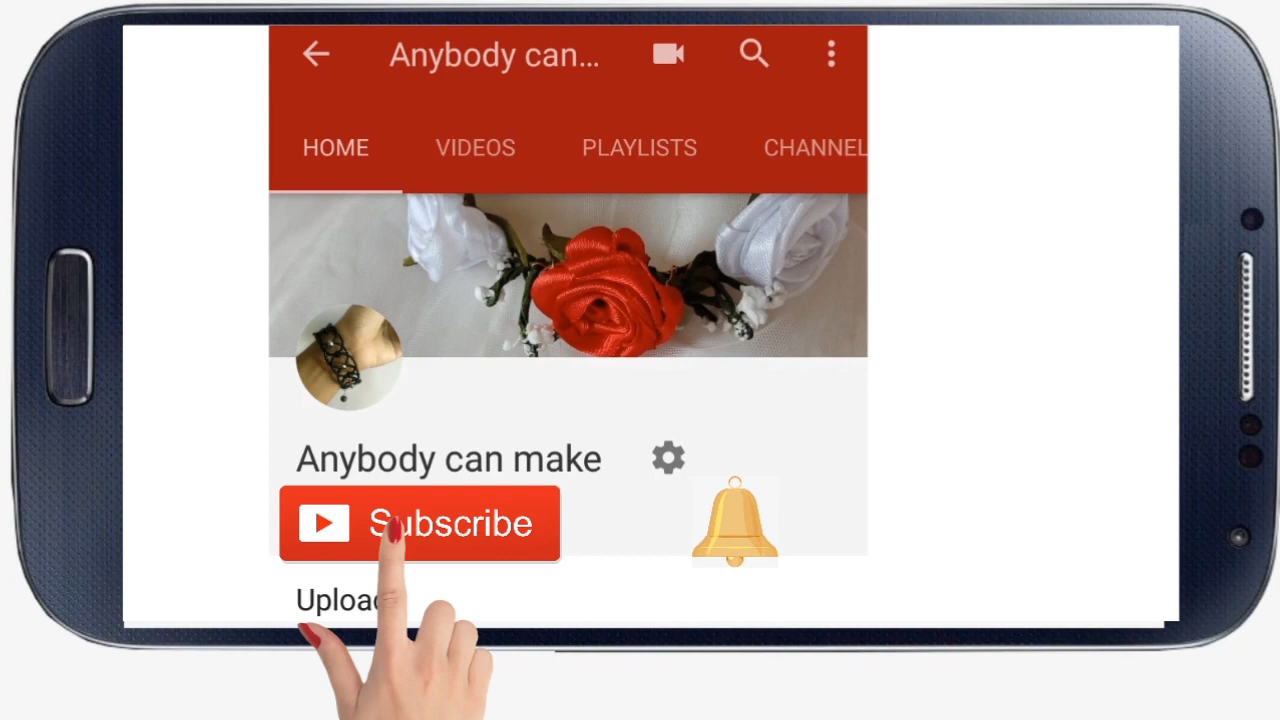 Anybody can...
HOME VIDEOS PLAYLISTS CHANNEL
Anybody can make
Subscribe